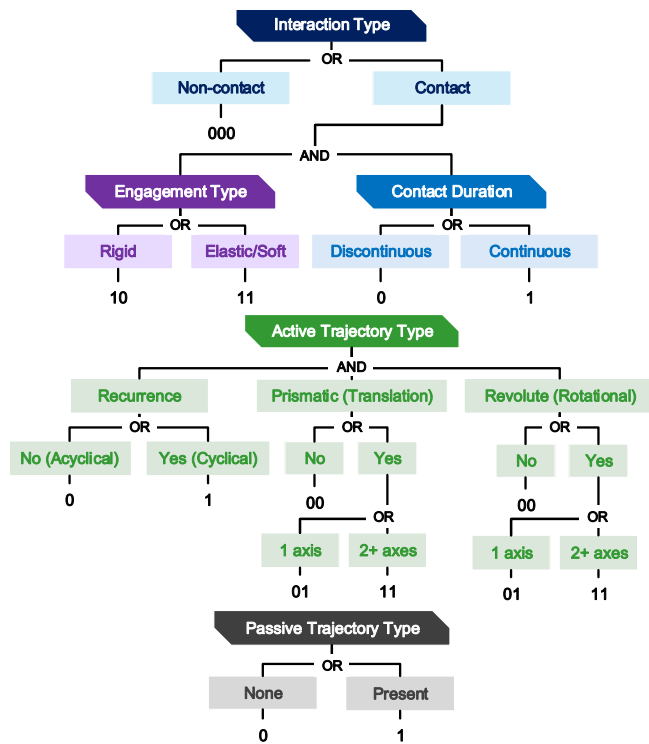 Interaction Type
OR
Non-contact Contact
000
AND
Engagement Type Contact Duration
OR OR
Rigid Elastic/Soft Discontinuous Continuous
10 11 0 1
Active Trajectory Type
AND
Recurrence Prismatic (Translation) Revolute (Rotational)
OR OR OR
No (Acyclical) Yes (Cyclical) No Yes No Yes
0 1 00 00
OR OR
1 axis 2+ axes 1 axis 2+ axes
01 11 01 11
Passive Trajectory Type
OR
None Present
0 1